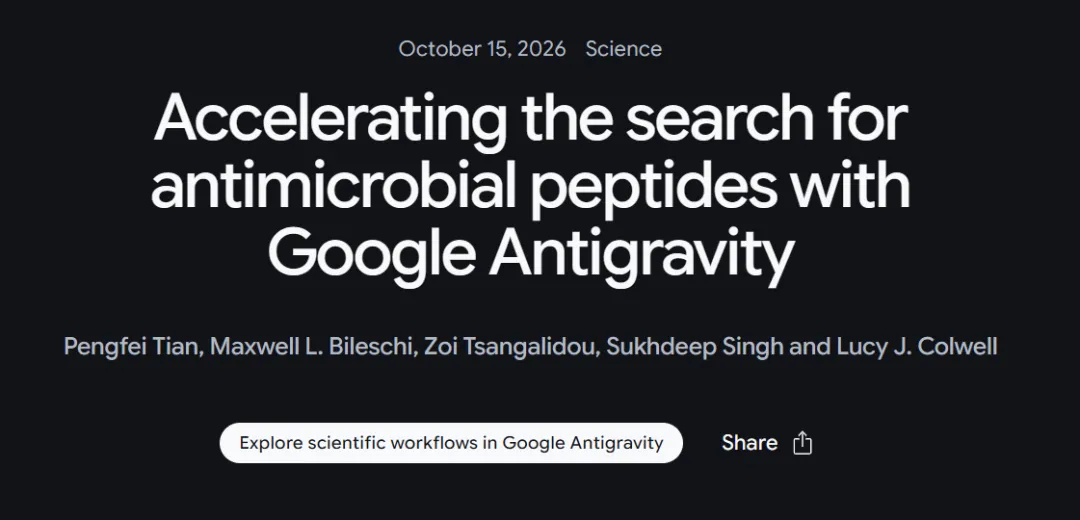 October 15, 2026 Science
Accelerating the search for
antimicrobial peptides with
Google Antigravity
Pengfei Tian, Maxwell L. Bileschi, Zoi Tsangalidou, Sukhdeep Singh and Lucy J. Colwell
Explore scientific workflows in Google Antigravity Share